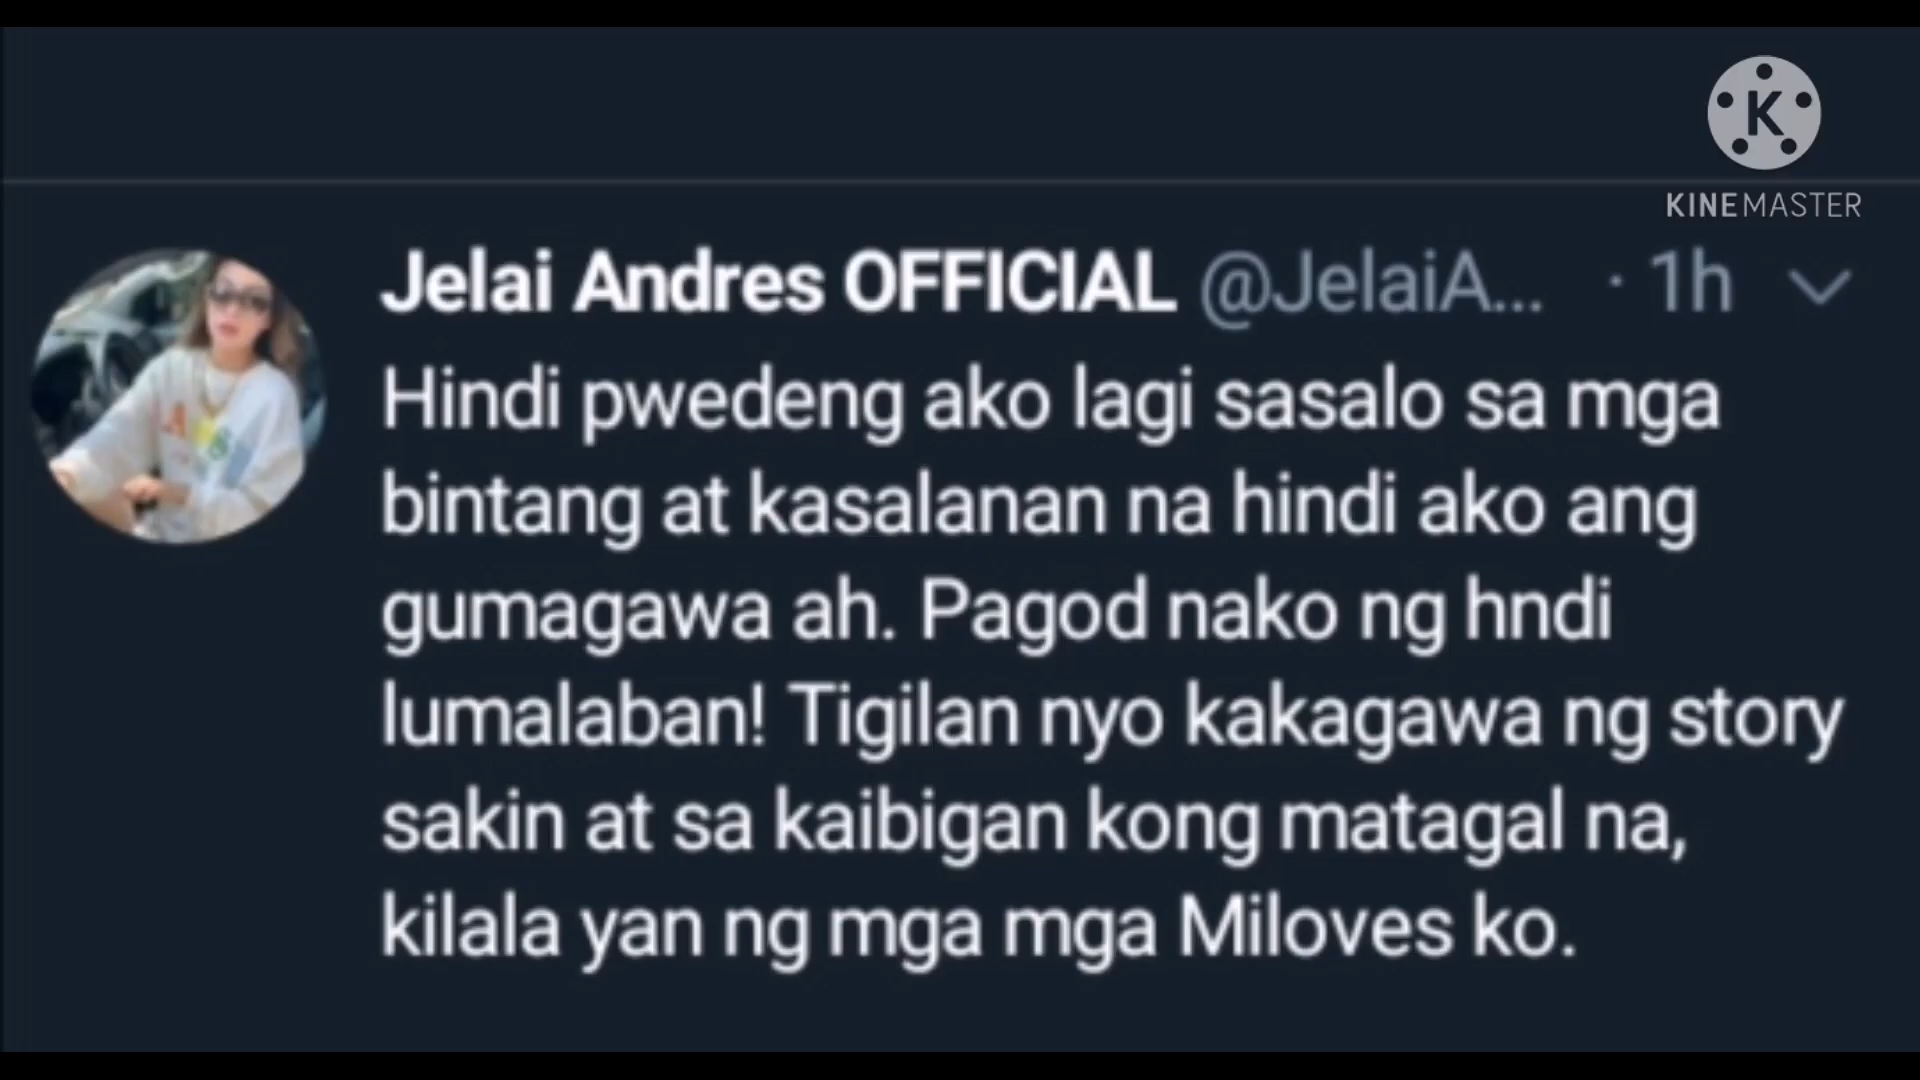 K
KINEMASTER
Jelai Andres OFFICIAL @JelaiA... · 1h
Hindi pwedeng ako lagi sasalo sa mga
bintang at kasalanan na hindi ako ang
gumagawa ah. Pagod nako ng hndi
lumalaban! Tigilan nyo kakagawa ng story
sakin at sa kaibigan kong matagal na,
kilala yan ng mga mga Miloves ko.